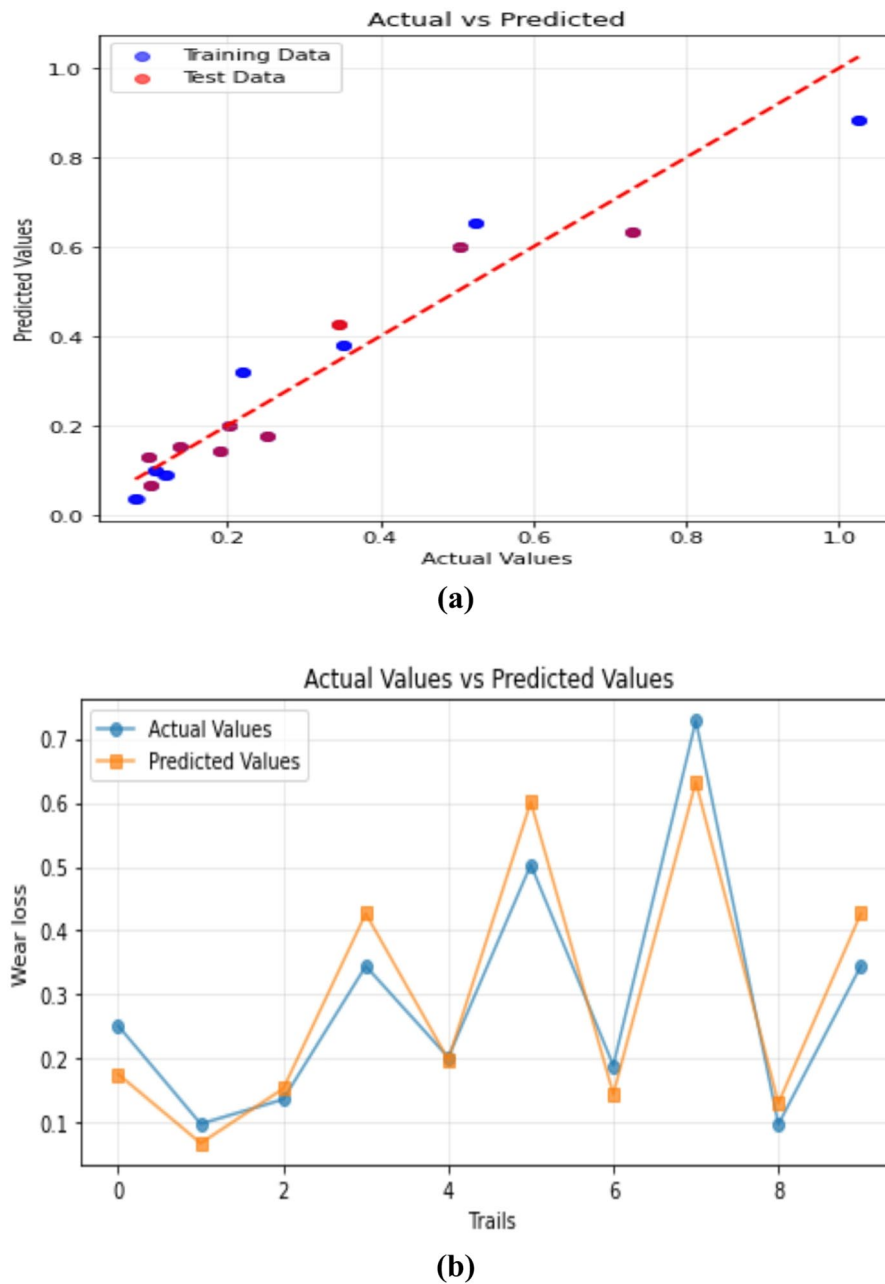 Actual vs Predicted
Training Data
Test Data
1.0
0.8
0.6
0.4
0.2
0.0
Predicted Values
0.2 0.4 0.6 0.8 1.0
Actual Values
(a)
Actual Values vs Predicted Values
Actual Values
Predicted Values
0.7
0.6
0.5
0.4
0.3
0.2
0.1
Wear loss
0 2 4 6 8
Trails
(b)